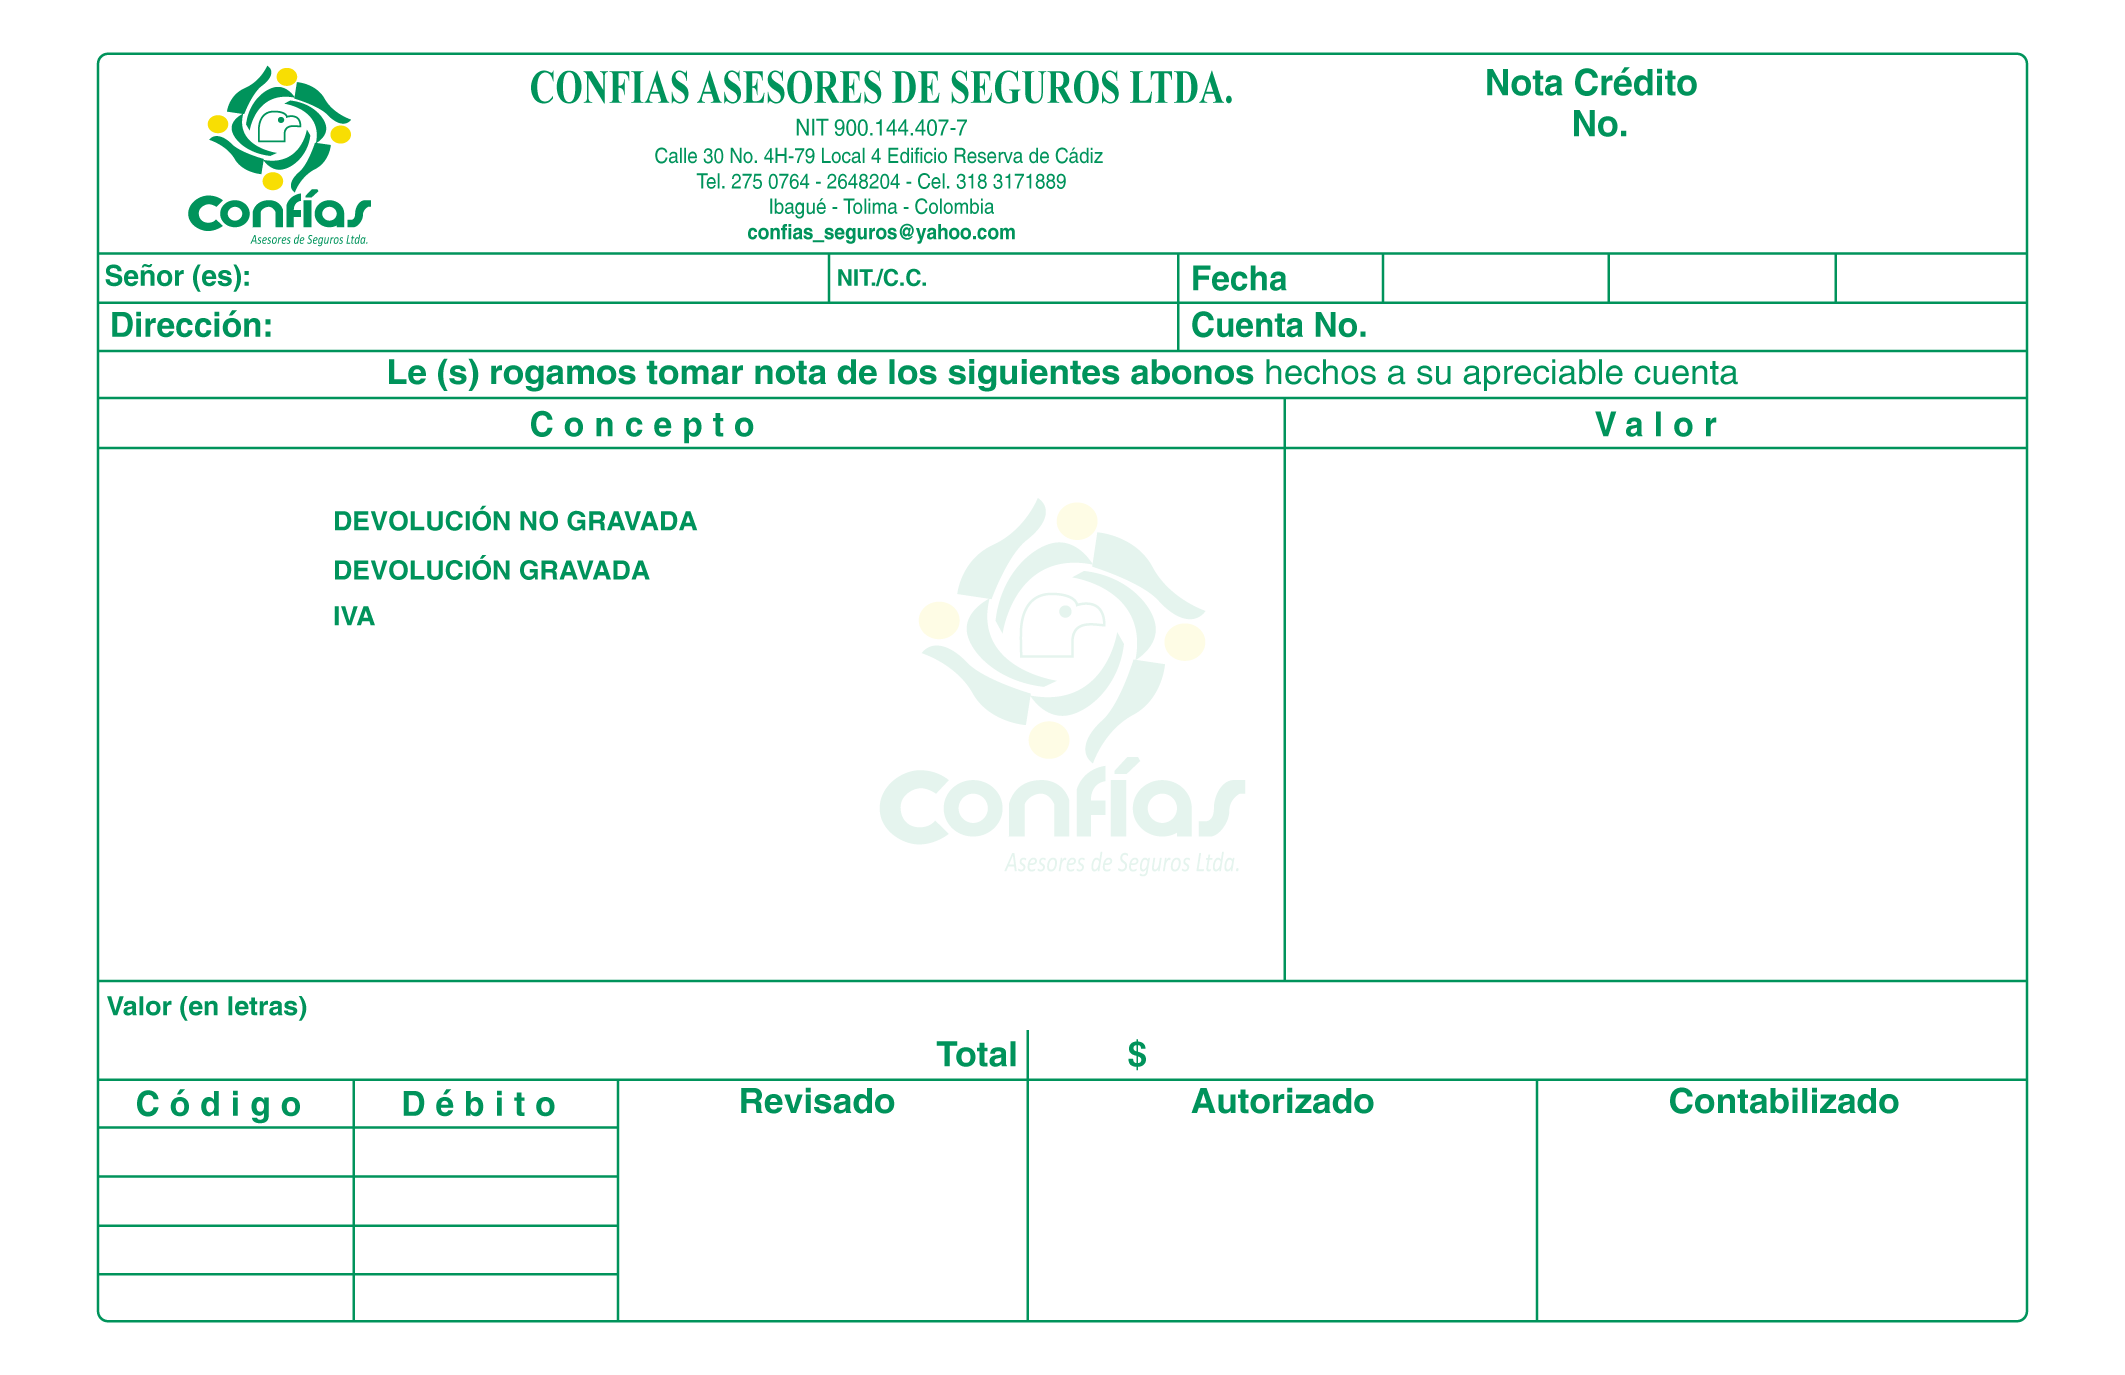 Confías
Asesores de Seguros Ltda.
CONFIAS ASESORES DE SEGUROS LTDA.
NIT 900.144.407-7
Calle 30 No. 4H-79 Local 4 Edificio Reserva de Cádiz
Tel. 275 0764 - 2648204 - Cel. 318 3171889
Ibagué - Tolima - Colombia
confias_seguros@yahoo.com
Nota Crédito
No.
Señor (es): NIT./C.C. Fecha
Dirección: Cuenta No.
Le (s) rogamos tomar nota de los siguientes abonos hechos a su apreciable cuenta
Concepto Valor
DEVOLUCIÓN NO GRAVADA
DEVOLUCIÓN GRAVADA
IVA
Confías
Asesores de Seguros Ltda.
Valor (en letras)
Total $
Código Débito Revisado Autorizado Contabilizado